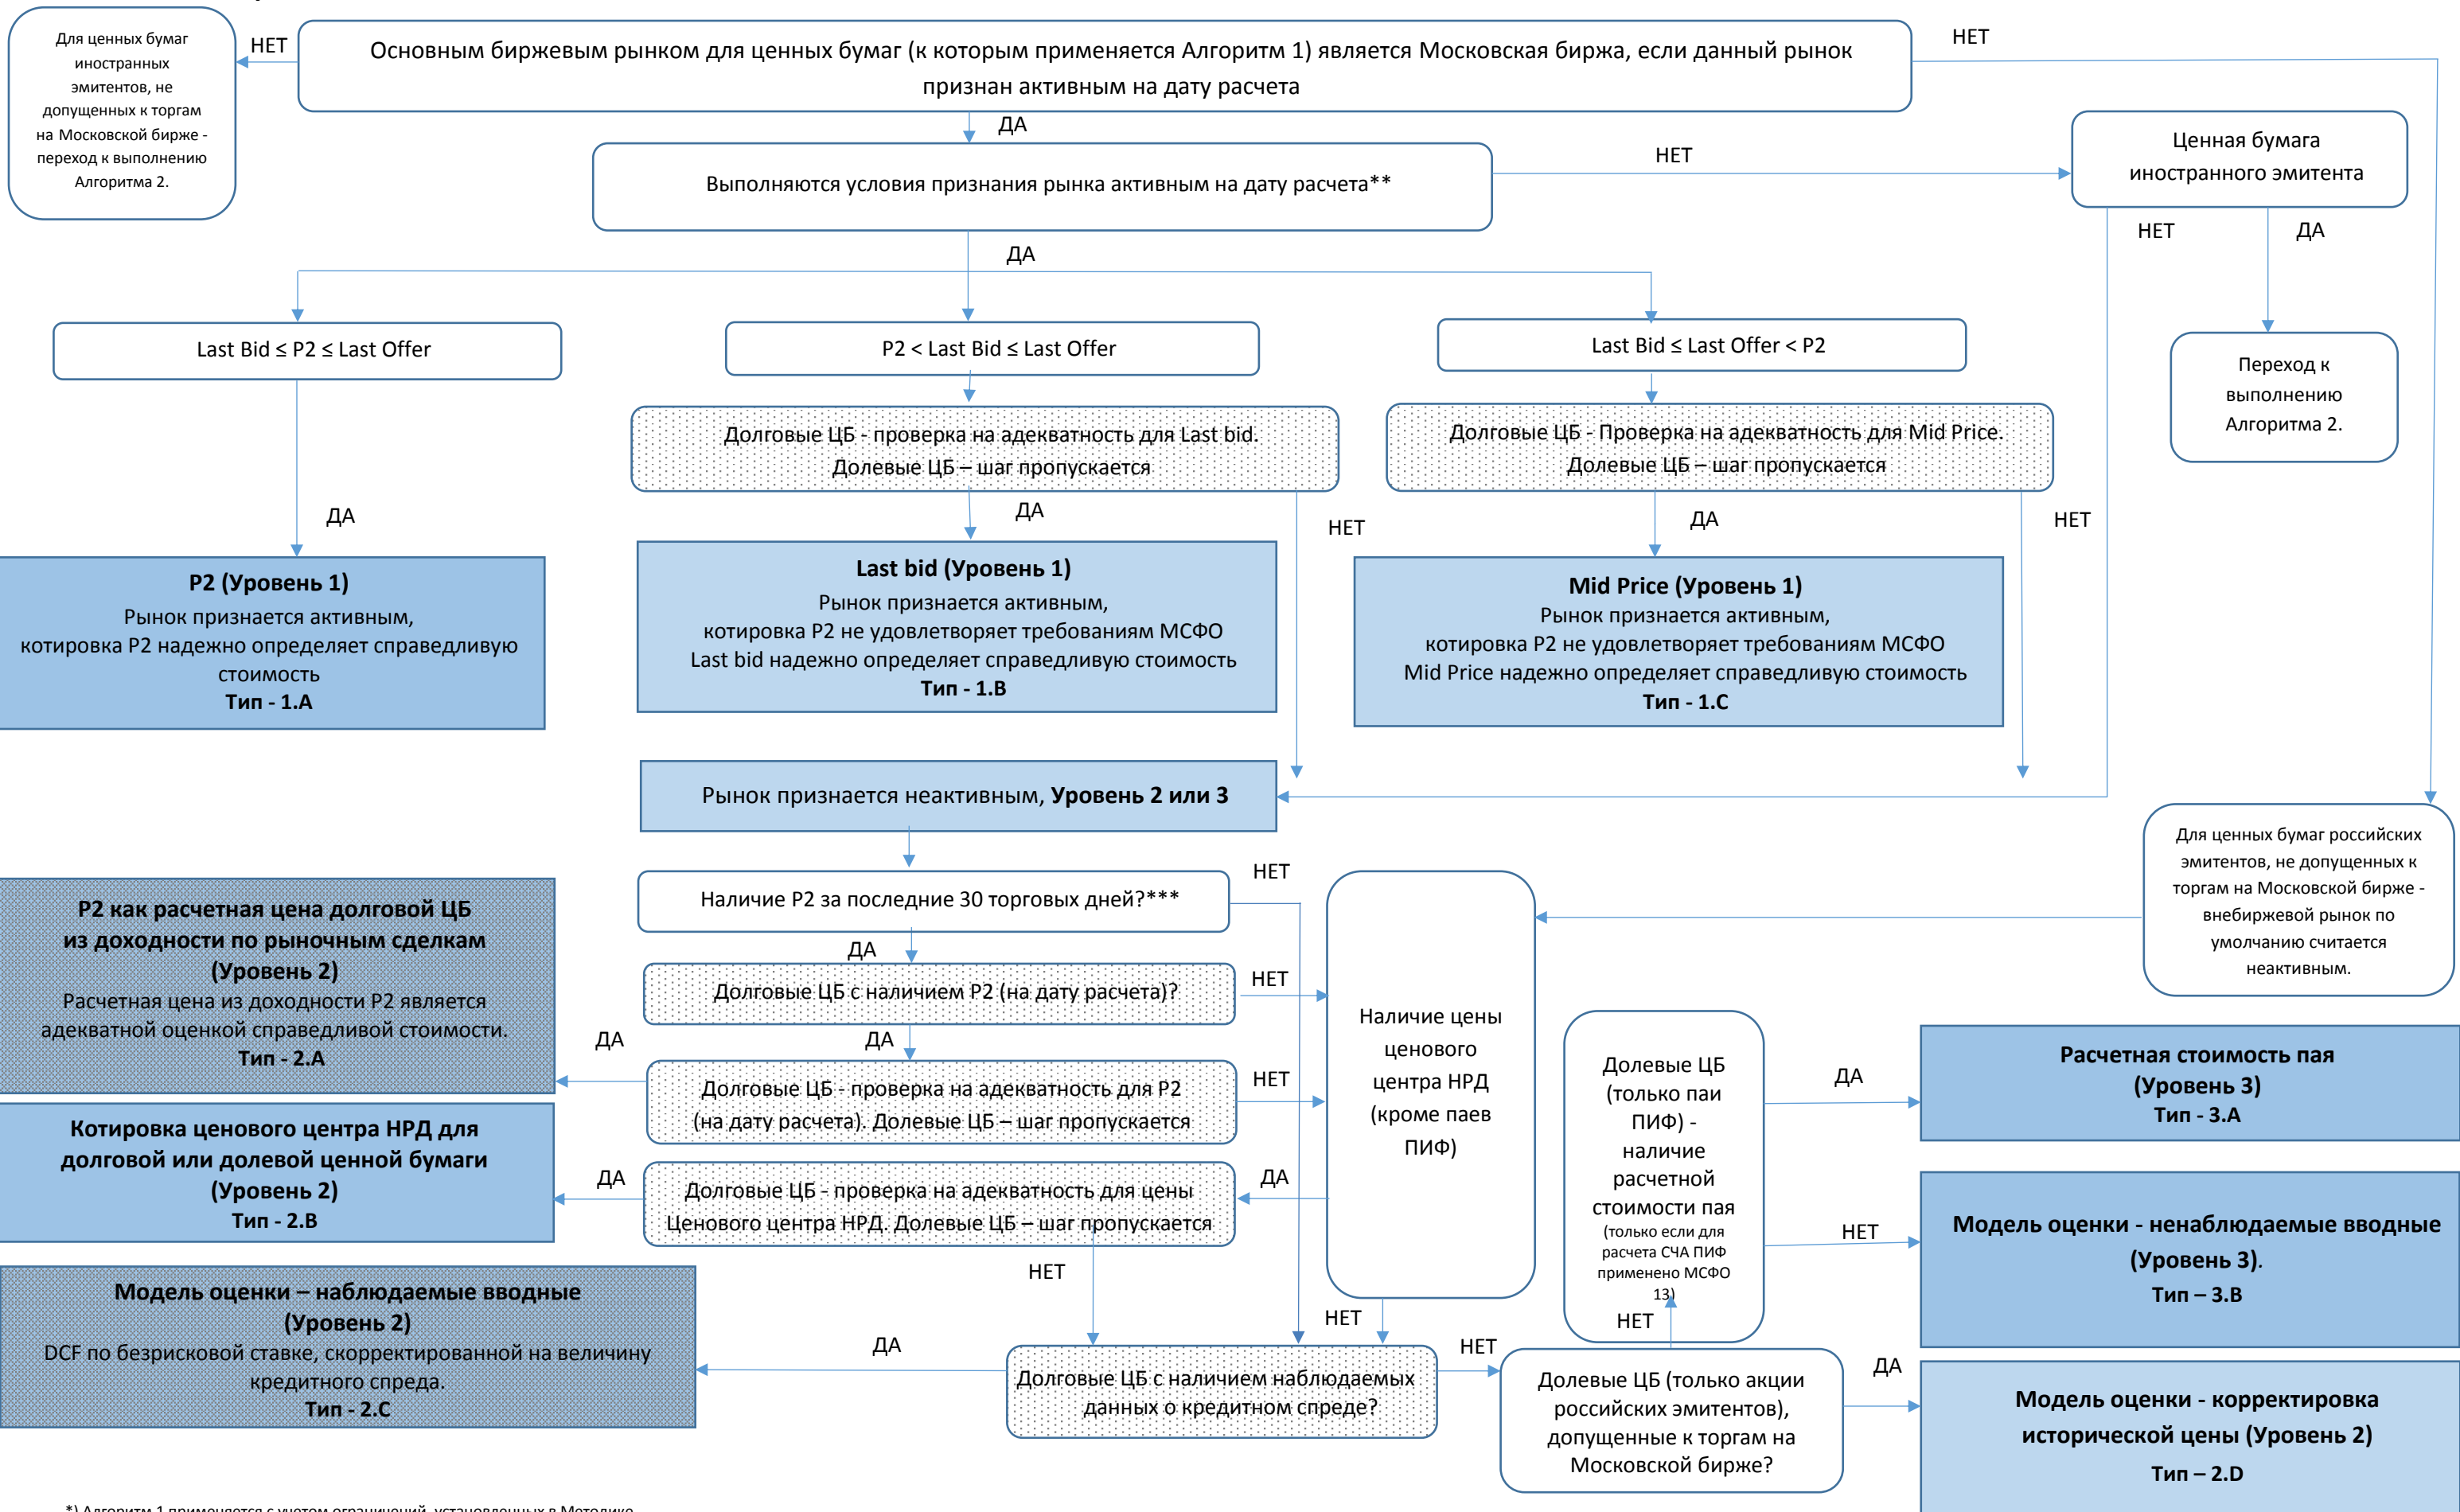 Для ценных бумаг
иностранных
эмитентов, не
допущенных к торгам
на Московской бирже -
переход к выполнению
Алгоритма 2.
НЕТ
Основным биржевым рынком для ценных бумаг (к которым применяется Алгоритм 1) является Московская биржа, если данный рынок
признан активным на дату расчета
НЕТ
ДА
Выполняются условия признания рынка активным на дату расчета**
НЕТ
Ценная бумага
иностранного эмитента
ДА
НЕТ
ДА
Last Bid ≤ P2 ≤ Last Offer
P2 < Last Bid ≤ Last Offer
Last Bid ≤ Last Offer < P2
Переход к
выполнению
Алгоритма 2.
Долговые ЦБ - проверка на адекватность для Last bid.
Долевые ЦБ – шаг пропускается
Долговые ЦБ - Проверка на адекватность для Mid Price.
Долевые ЦБ – шаг пропускается
ДА
ДА
НЕТ
ДА
НЕТ
P2 (Уровень 1)
Рынок признается активным,
котировка P2 надежно определяет справедливую
стоимость
Тип - 1.A
Last bid (Уровень 1)
Рынок признается активным,
котировка P2 не удовлетворяет требованиям МСФО
Last bid надежно определяет справедливую стоимость
Тип - 1.B
Mid Price (Уровень 1)
Рынок признается активным,
котировка P2 не удовлетворяет требованиям МСФО
Mid Price надежно определяет справедливую стоимость
Тип - 1.C
Рынок признается неактивным, Уровень 2 или 3
Для ценных бумаг российских
эмитентов, не допущенных к
торгам на Московской бирже -
внебиржевой рынок по
умолчанию считается
неактивным.
Наличие P2 за последние 30 торговых дней?***
НЕТ
ДА
P2 как расчетная цена долговой ЦБ
из доходности по рыночным сделкам
(Уровень 2)
Расчетная цена из доходности P2 является
адекватной оценкой справедливой стоимости.
Тип - 2.A
Долговые ЦБ с наличием P2 (на дату расчета)?
НЕТ
ДА
ДА
Долговые ЦБ - проверка на адекватность для P2
(на дату расчета). Долевые ЦБ – шаг пропускается
НЕТ
Наличие цены
ценового
центра НРД
(кроме паев
ПИФ)
Долевые ЦБ
(только паи
ПИФ) -
наличие
расчетной
стоимости пая
(только если для
расчета СЧА ПИФ
применено МСФО
13)
ДА
Расчетная стоимость пая
(Уровень 3)
Тип - 3.A
Котировка ценового центра НРД для
долговой или долевой ценной бумаги
(Уровень 2)
Тип - 2.B
ДА
Долговые ЦБ - проверка на адекватность для цены
Ценового центра НРД. Долевые ЦБ – шаг пропускается
ДА
НЕТ
Модель оценки - ненаблюдаемые вводные
(Уровень 3).
Тип – 3.B
НЕТ
НЕТ
НЕТ
Модель оценки – наблюдаемые вводные
(Уровень 2)
DCF по безрисковой ставке, скорректированной на величину
кредитного спреда.
Тип - 2.C
ДА
Долговые ЦБ с наличием наблюдаемых
данных о кредитном спреде?
НЕТ
Долевые ЦБ (только акции
российских эмитентов),
допущенные к торгам на
Московской бирже?
ДА
Модель оценки - корректировка
исторической цены (Уровень 2)
Тип – 2.D
*) Алгоритм 1 применяется с учетом ограничений, установленных в Методике